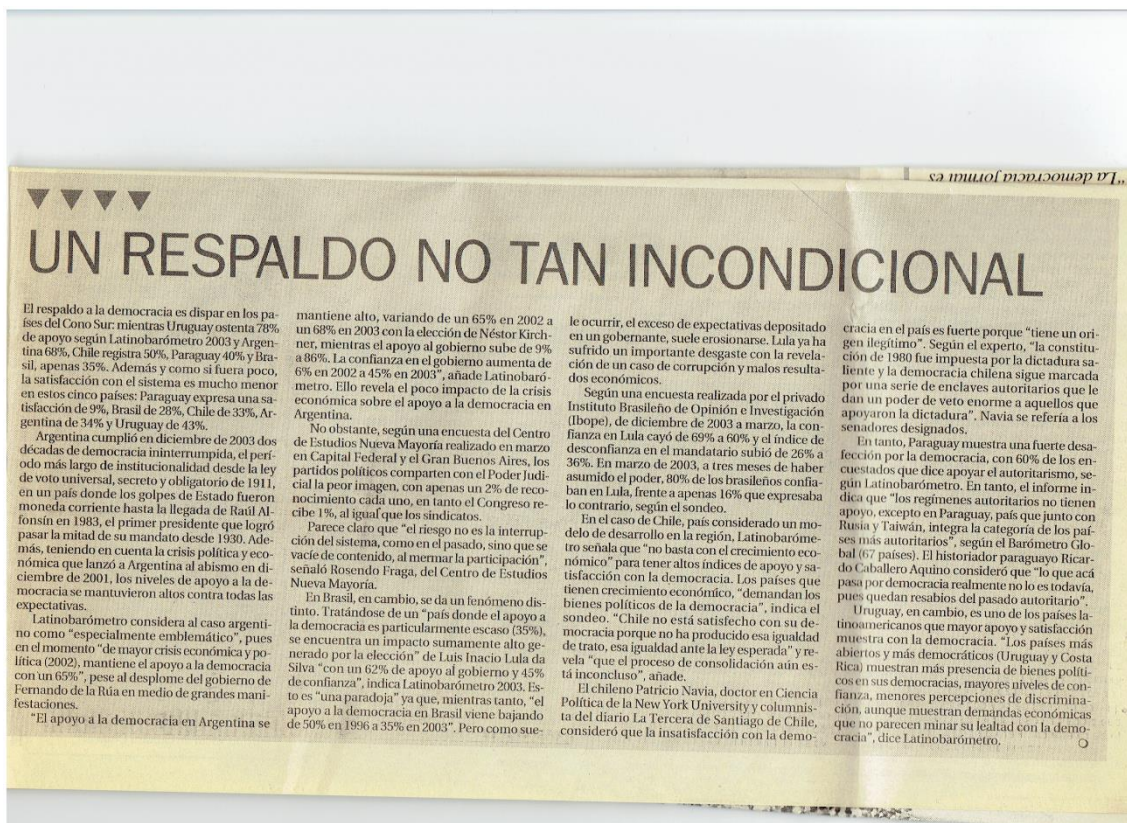 "La democracia formal es
UN RESPALDO NO TAN INCONDICIONAL
El respaldo a la democracia es dispar en los pa-
íses del Cono Sur: mientras Uruguay ostenta 78%
de apoyo según Latinobarómetro 2003 y Argen-
tina 68%, Chile registra 50%, Paraguay 40% y Bra-
sil, apenas 35%. Además y como si fuera poco,
la satisfacción con el sistema es mucho menor
en estos cinco países: Paraguay expresa una sa-
tisfacción de 9%, Brasil de 28%, Chile de 33%, Ar-
gentina de 34% y Uruguay de 43%.
Argentina cumplió en diciembre de 2003 dos
décadas de democracia ininterrumpida, el perí-
odo más largo de institucionalidad desde la ley
de voto universal, secreto y obligatorio de 1911,
en un país donde los golpes de Estado fueron
moneda corriente hasta la llegada de Raúl Al-
fonsín en 1983, el primer presidente que logró
pasar la mitad de su mandato desde 1930. Ade-
más, teniendo en cuenta la crisis política y eco-
nómica que lanzó a Argentina al abismo en di-
ciembre de 2001, los niveles de apoyo a la de-
mocracia se mantuvieron altos contra todas las
expectativas.
Latinobarómetro considera al caso argenti-
no como "especialmente emblemático", pues
en el momento "de mayor crisis económica y po-
lítica (2002), mantiene el apoyo a la democracia
con un 65%", pese al desplome del gobierno de
Fernando de la Rúa en medio de grandes mani-
festaciones.
"El apoyo a la democracia en Argentina se
mantiene alto, variando de un 65% en 2002 a
un 68% en 2003 con la elección de Néstor Kirch-
ner, mientras el apoyo al gobierno sube de 9%
a 86%. La confianza en el gobierno aumenta de
6% en 2002 a 45% en 2003", añade Latinobaró-
metro. Ello revela el poco impacto de la crisis
económica sobre el apoyo a la democracia en
Argentina.
No obstante, según una encuesta del Centro
de Estudios Nueva Mayoría realizado en marzo
en Capital Federal y el Gran Buenos Aires, los
partidos políticos comparten con el Poder Judi-
cial la peor imagen, con apenas un 2% de reco-
nocimiento cada uno, en tanto el Congreso re-
cibe 1%, al igual que los sindicatos.
Parece claro que "el riesgo no es la interrup-
ción del sistema, como en el pasado, sino que se
vacíe de contenido, al mermar la participación",
señaló Rosendo Fraga, del Centro de Estudios
Nueva Mayoría.
En Brasil, en cambio, se da un fenómeno dis-
tinto. Tratándose de un "país donde el apoyo a
la democracia es particularmente escaso (35%),
se encuentra un impacto sumamente alto ge-
nerado por la elección" de Luis Inacio Lula da
Silva "con un 62% de apoyo al gobierno y 45%
de confianza", indica Latinobarómetro 2003. Es-
to es "una paradoja" ya que, mientras tanto, "el
apoyo a la democracia en Brasil viene bajando
de 50% en 1996 a 35% en 2003". Pero como sue-
le ocurrir, el exceso de expectativas depositado
en un gobernante, suele erosionarse. Lula ya ha
sufrido un importante desgaste con la revela-
ción de un caso de corrupción y malos resulta-
dos económicos.
Según una encuesta realizada por el privado
Instituto Brasileño de Opinión e Investigación
(Ibope), de diciembre de 2003 a marzo, la con-
fianza en Lula cayó de 69% a 60% y el índice de
desconfianza en el mandatario subió de 26% a
36%. En marzo de 2003, a tres meses de haber
asumido el poder, 80% de los brasileños confia-
ban en Lula, frente a apenas 16% que expresaba
lo contrario, según el sondeo.
En el caso de Chile, país considerado un mo-
delo de desarrollo en la región, Latinobaróme-
tro señala que "no basta con el crecimiento eco-
nómico" para tener altos índices de apoyo y sa-
tisfacción con la democracia. Los países que
tienen crecimiento económico, "demandan los
bienes políticos de la democracia", indica el
sondeo. "Chile no está satisfecho con su de-
mocracia porque no ha producido esa igualdad
de trato, esa igualdad ante la ley esperada" y re-
vela "que el proceso de consolidación aún es-
tá inconcluso", añade.
El chileno Patricio Navia, doctor en Ciencia
Política de la New York University y columnis-
ta del diario La Tercera de Santiago de Chile,
consideró que la insatisfacción con la demo-
cracia en el país es fuerte porque "tiene un ori-
gen ilegítimo". Según el experto, "la constitu-
ción de 1980 fue impuesta por la dictadura sa-
liente y la democracia chilena sigue marcada
por una serie de enclaves autoritarios que le
dan un poder de veto enorme a aquellos que
apoyaron la dictadura". Navia se refería a los
senadores designados.
En tanto, Paraguay muestra una fuerte desa-
fección por la democracia, con 60% de los en-
cuestados que dice apoyar el autoritarismo, se-
gún Latinobarómetro. En tanto, el informe in-
dica que "los regímenes autoritarios no tienen
apoyo, excepto en Paraguay, país que junto con
Rusia y Taiwán, integra la categoría de los paí-
ses más autoritarios", según el Barómetro Glo-
bal (67 países). El historiador paraguayo Ricar-
do Caballero Aquino consideró que "lo que acá
pasa por democracia realmente no lo es todavía,
pues quedan resabios del pasado autoritario".
Uruguay, en cambio, es uno de los países la-
tinoamericanos que mayor apoyo y satisfacción
muestra con la democracia. "Los países más
abiertos y más democráticos (Uruguay y Costa
Rica) muestran más presencia de bienes políti-
cos en sus democracias, mayores niveles de con-
fianza, menores percepciones de discrimina-
ción, aunque muestran demandas económicas
que no parecen minar su lealtad con la demo-
cracia", dice Latinobarómetro.